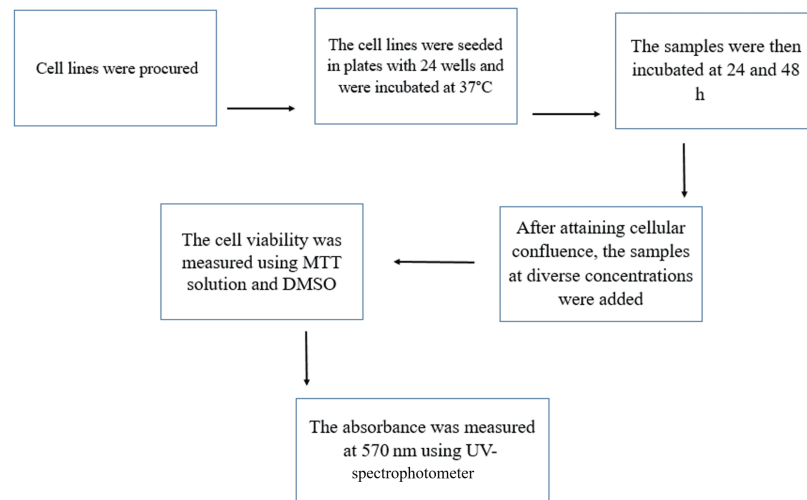 Cell lines were procured
The cell lines were seeded
in plates with 24 wells and
were incubated at 37°C
The samples were then
incubated at 24 and 48
h
After attaining cellular
confluence, the samples
at diverse concentrations
were added
The cell viability was
measured using MTT
solution and DMSO
The absorbance was measured
at 570 nm using UV-
spectrophotometer